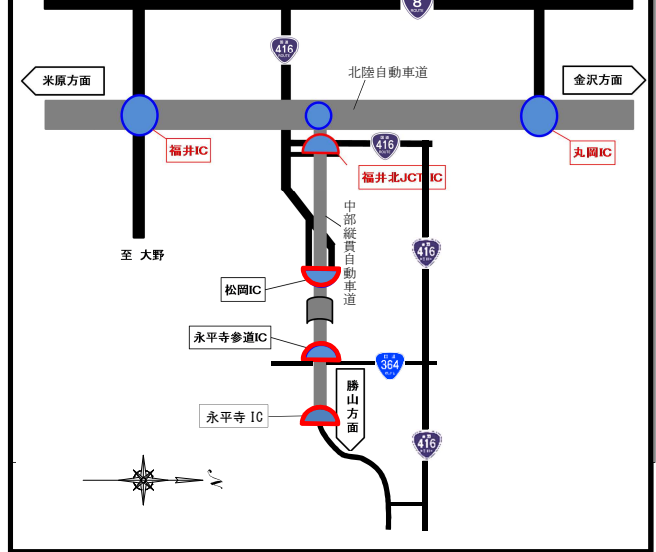 8
ROUTE
416
ROUTE
北陸自動車道
米原方面
金沢方面
福井IC
416
ROUTE
丸岡IC
福井北JCT IC
中部縦貫自動車道
416
至 大野
松岡IC
永平寺参道IC
364
勝山方面
永平寺 IC
416
N